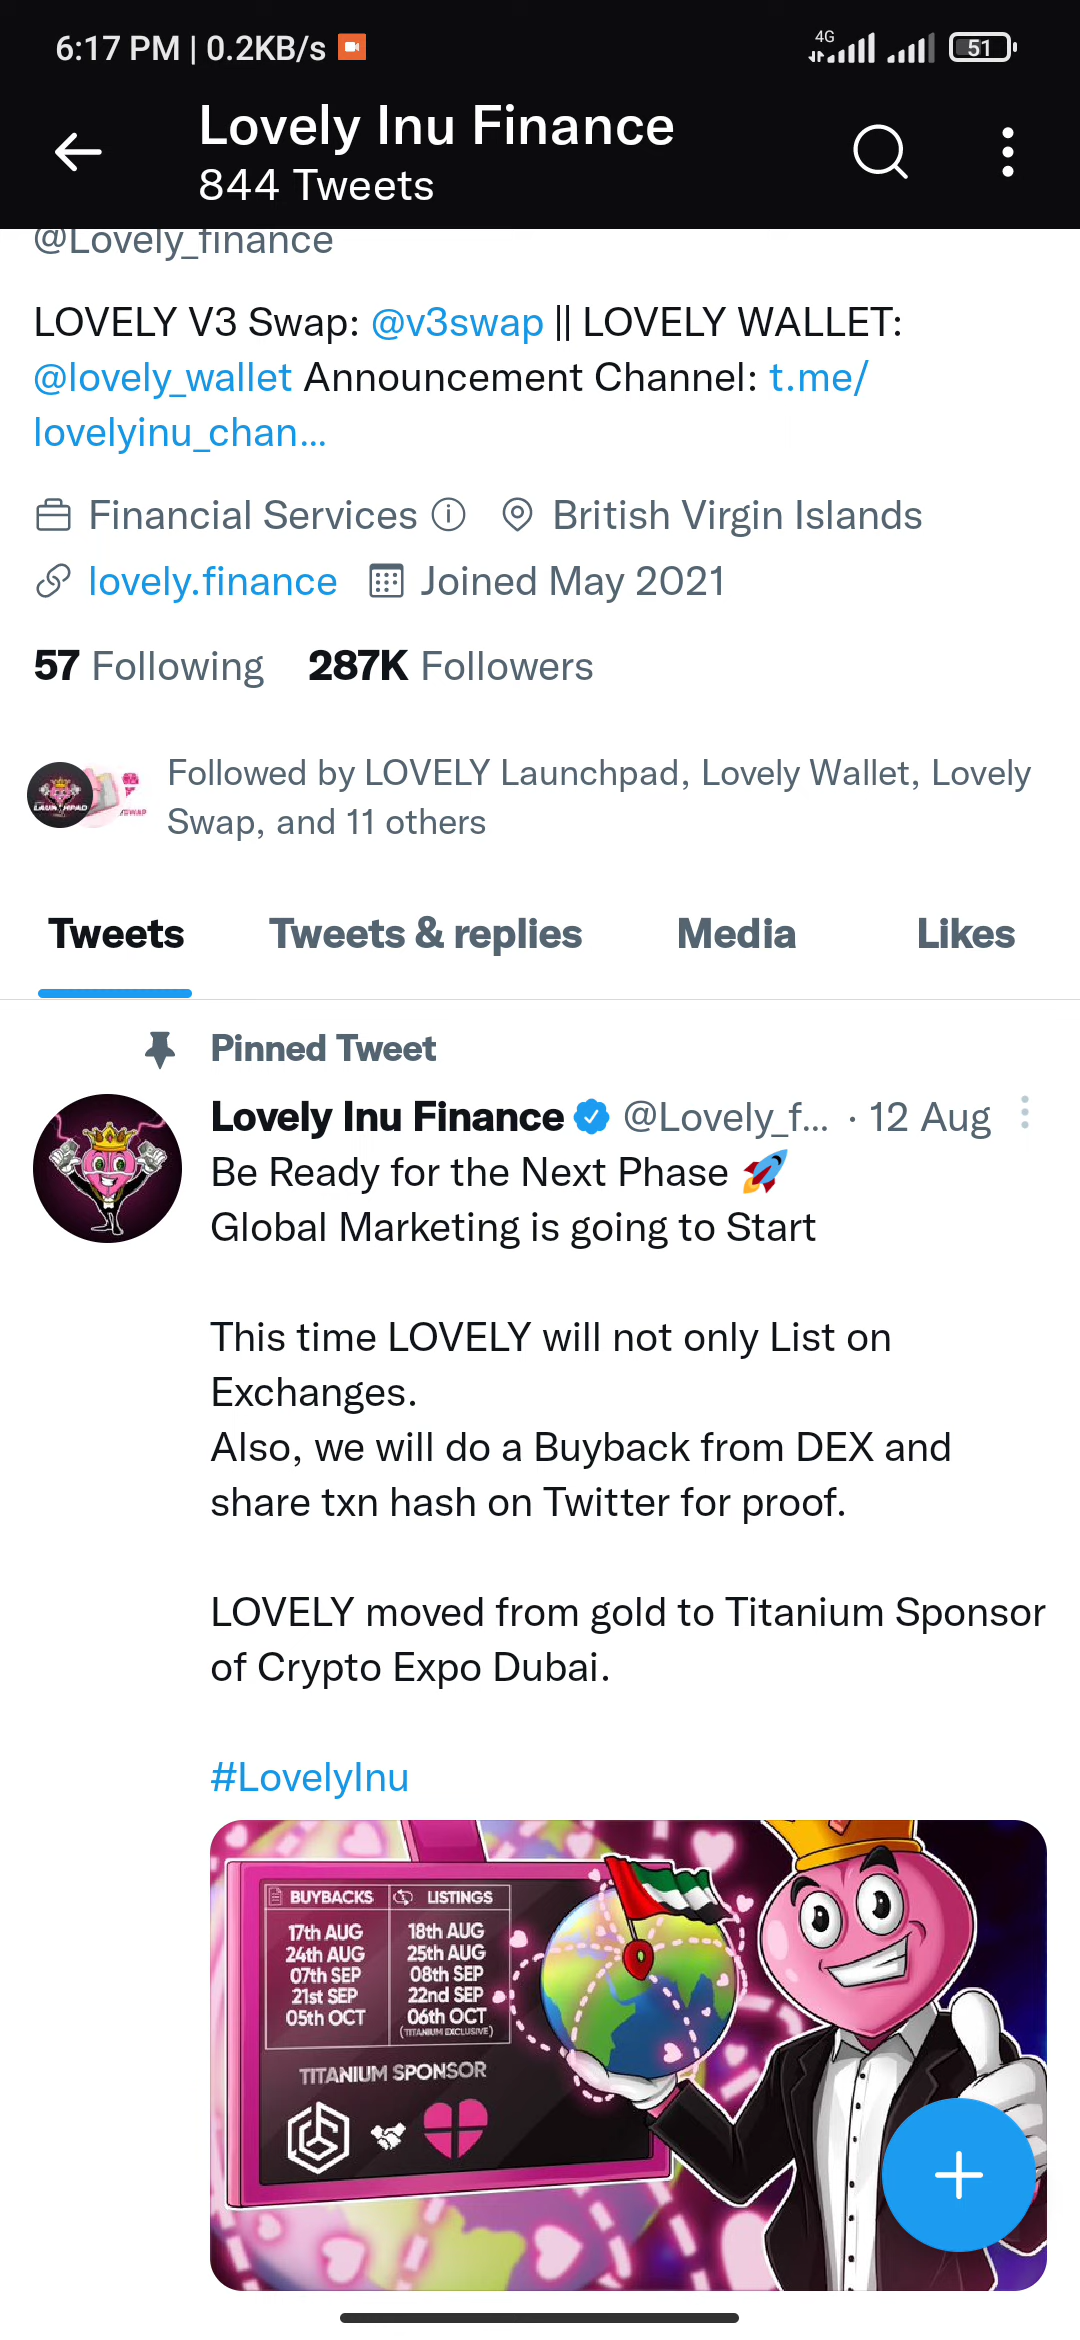 6:17 PM | 0.2KB/s
4G
51
Lovely Inu Finance
844 Tweets
@Lovely_finance
LOVELY V3 Swap: @v3swap || LOVELY WALLET:
@lovely_wallet Announcement Channel: t.me/
lovelyinu_chan...
Financial Services British Virgin Islands
lovely.finance Joined May 2021
57 Following 287K Followers
Followed by LOVELY Launchpad, Lovely Wallet, Lovely
Swap, and 11 others
Tweets Tweets & replies Media Likes
Pinned Tweet
Lovely Inu Finance @Lovely_f... · 12 Aug
Be Ready for the Next Phase 🚀
Global Marketing is going to Start
This time LOVELY will not only List on
Exchanges.
Also, we will do a Buyback from DEX and
share txn hash on Twitter for proof.
LOVELY moved from gold to Titanium Sponsor
of Crypto Expo Dubai.
#LovelyInu
BUYBACKS LISTINGS
17th AUG 18th AUG
24th AUG 25th AUG
07th SEP 08th SEP
21st SEP 22nd SEP
05th OCT 06th OCT
(TITANIUM EXCLUSIVE)
TITANIUM SPONSOR